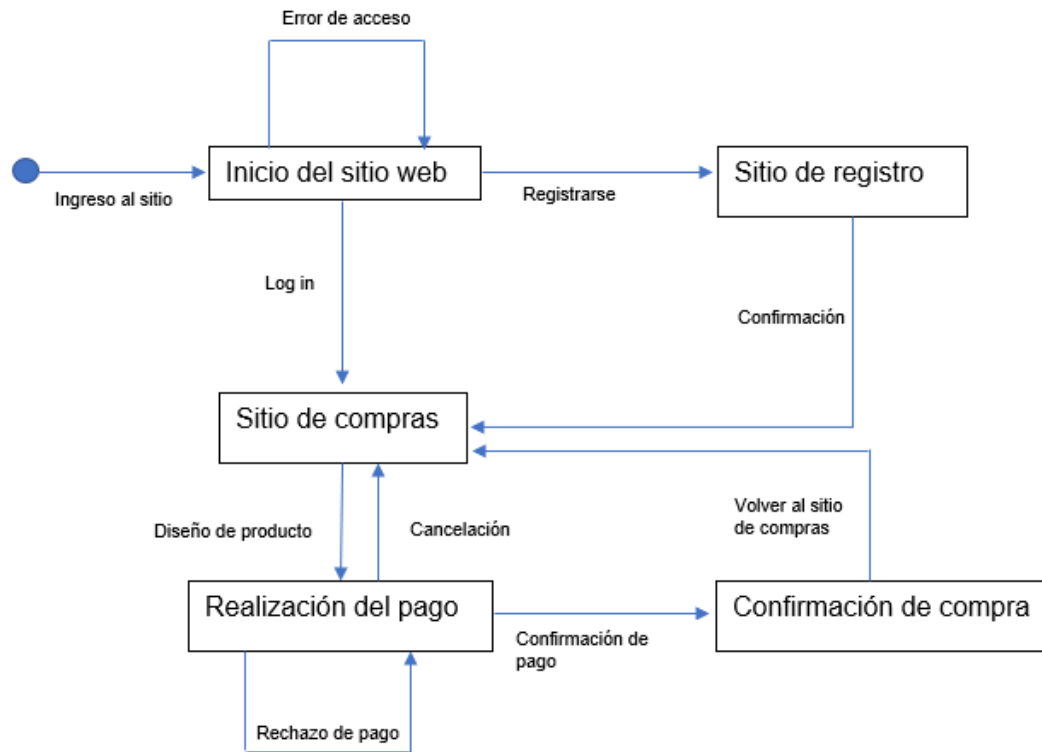 Error de acceso
Inicio del sitio web
Sitio de registro
Ingreso al sitio
Registrarse
Log in
Confirmación
Sitio de compras
Volver al sitio
de compras
Diseño de producto
Cancelación
Realización del pago
Confirmación de compra
Confirmación de
pago
Rechazo de pago